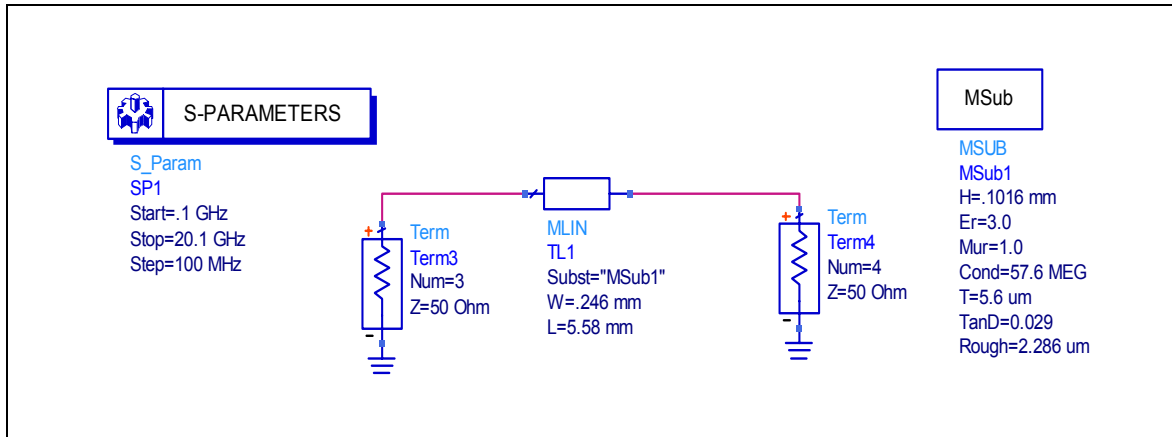 S-PARAMETERS
S_Param
SP1
Start=.1 GHz
Stop=20.1 GHz
Step=100 MHz
+
Term
Term3
Num=3
Z=50 Ohm
-
MLIN
TL1
Subst="MSub1"
W=.246 mm
L=5.58 mm
+
Term
Term4
Num=4
Z=50 Ohm
-
MSub
MSUB
MSub1
H=.1016 mm
Er=3.0
Mur=1.0
Cond=57.6 MEG
T=5.6 um
TanD=0.029
Rough=2.286 um